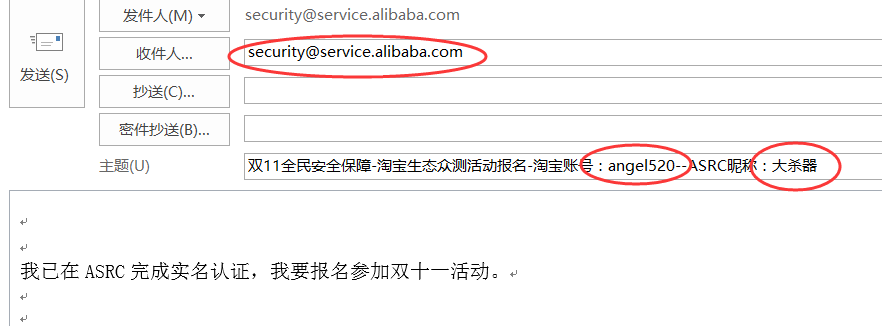 发件人(M) security@service.alibaba.com
收件人... security@service.alibaba.com
发送(S)
抄送(C)...
密件抄送(B)...
主题(U) 双11全民安全保障-淘宝生态众测活动报名-淘宝账号：angel520--ASRC昵称：大杀器
我已在 ASRC 完成实名认证，我要报名参加双十一活动。